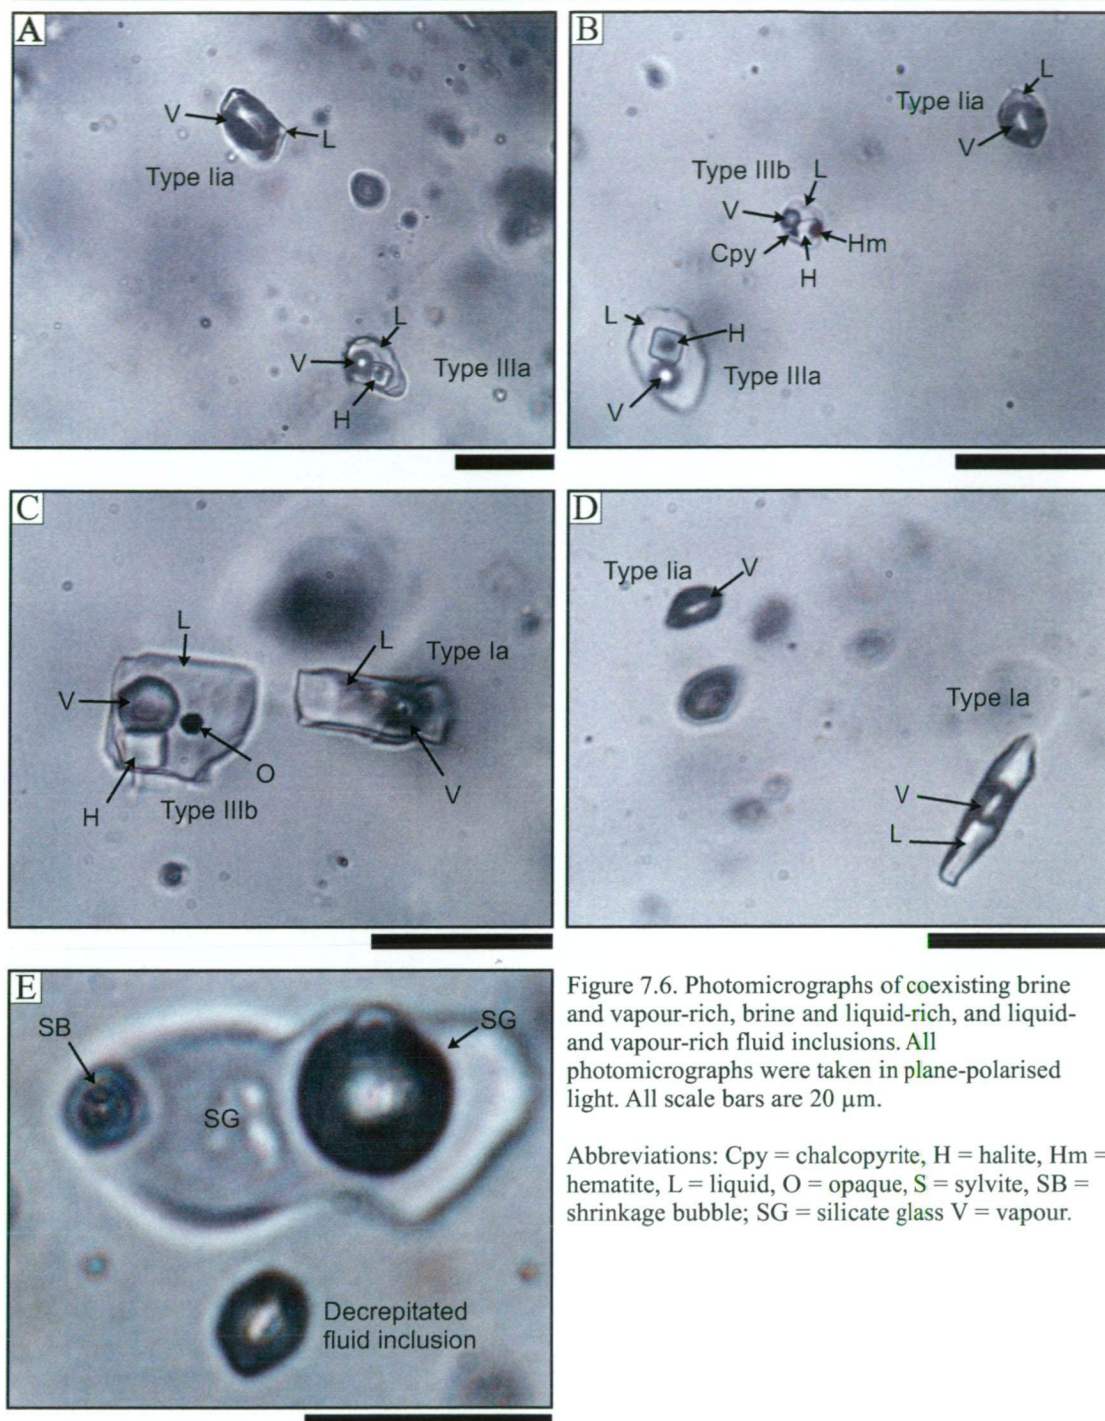 A
V
L
Type Iia
L
V
Type IIIa
H
B
L
Type Iia
V
Type IIIb
L
V
Cpy
Hm
H
L
H
Type IIIa
V
C
L
L
Type Ia
V
O
H
V
Type IIIb
D
Type Iia
V
Type Ia
V
L
E
SB
SG
SG
Decrepitated
fluid inclusion
Figure 7.6. Photomicrographs of coexisting brine
and vapour-rich, brine and liquid-rich, and liquid-
and vapour-rich fluid inclusions. All
photomicrographs were taken in plane-polarised
light. All scale bars are 20 µm.
Abbreviations: Cpy = chalcopyrite, H = halite, Hm =
hematite, L = liquid, O = opaque, S = sylvite, SB =
shrinkage bubble; SG = silicate glass V = vapour.